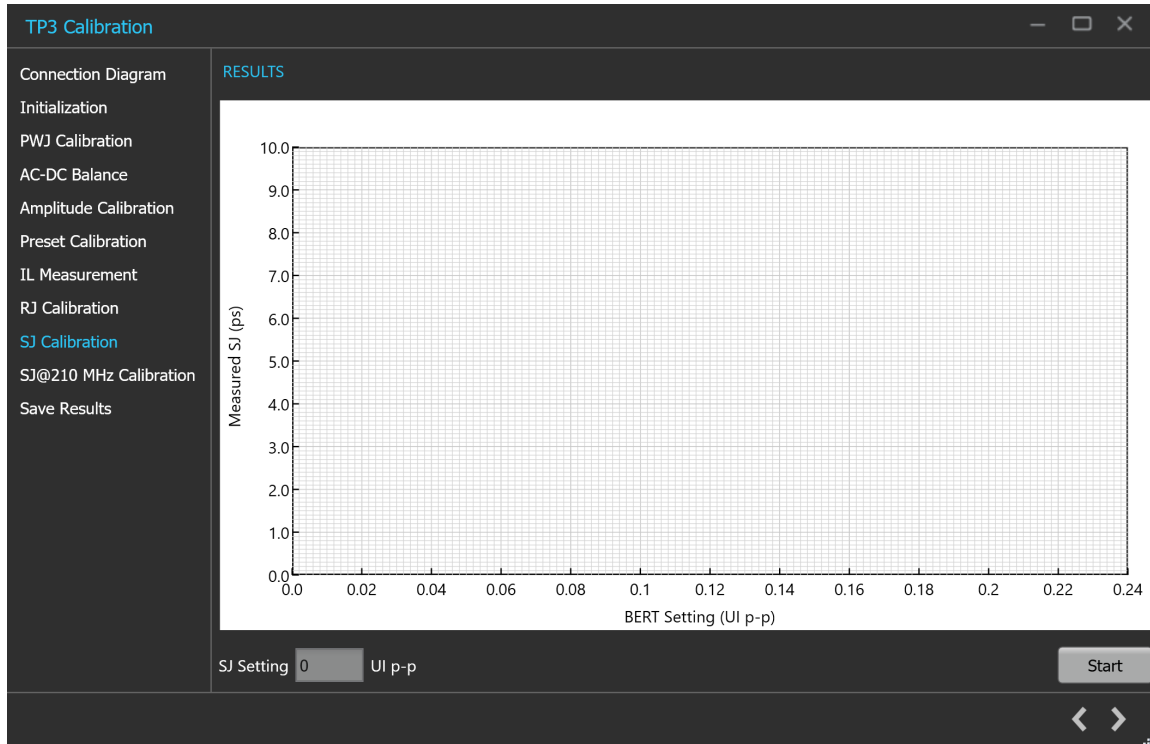 TP3 Calibration
Connection Diagram
Initialization
PWJ Calibration
AC-DC Balance
Amplitude Calibration
Preset Calibration
IL Measurement
RJ Calibration
SJ Calibration
SJ@210 MHz Calibration
Save Results
RESULTS
Measured SJ (ps)
10.0
9.0
8.0
7.0
6.0
5.0
4.0
3.0
2.0
1.0
0.0
0.0 0.02 0.04 0.06 0.08 0.1 0.12 0.14 0.16 0.18 0.2 0.22 0.24
BERT Setting (UI p-p)
SJ Setting 0 UI p-p
Start